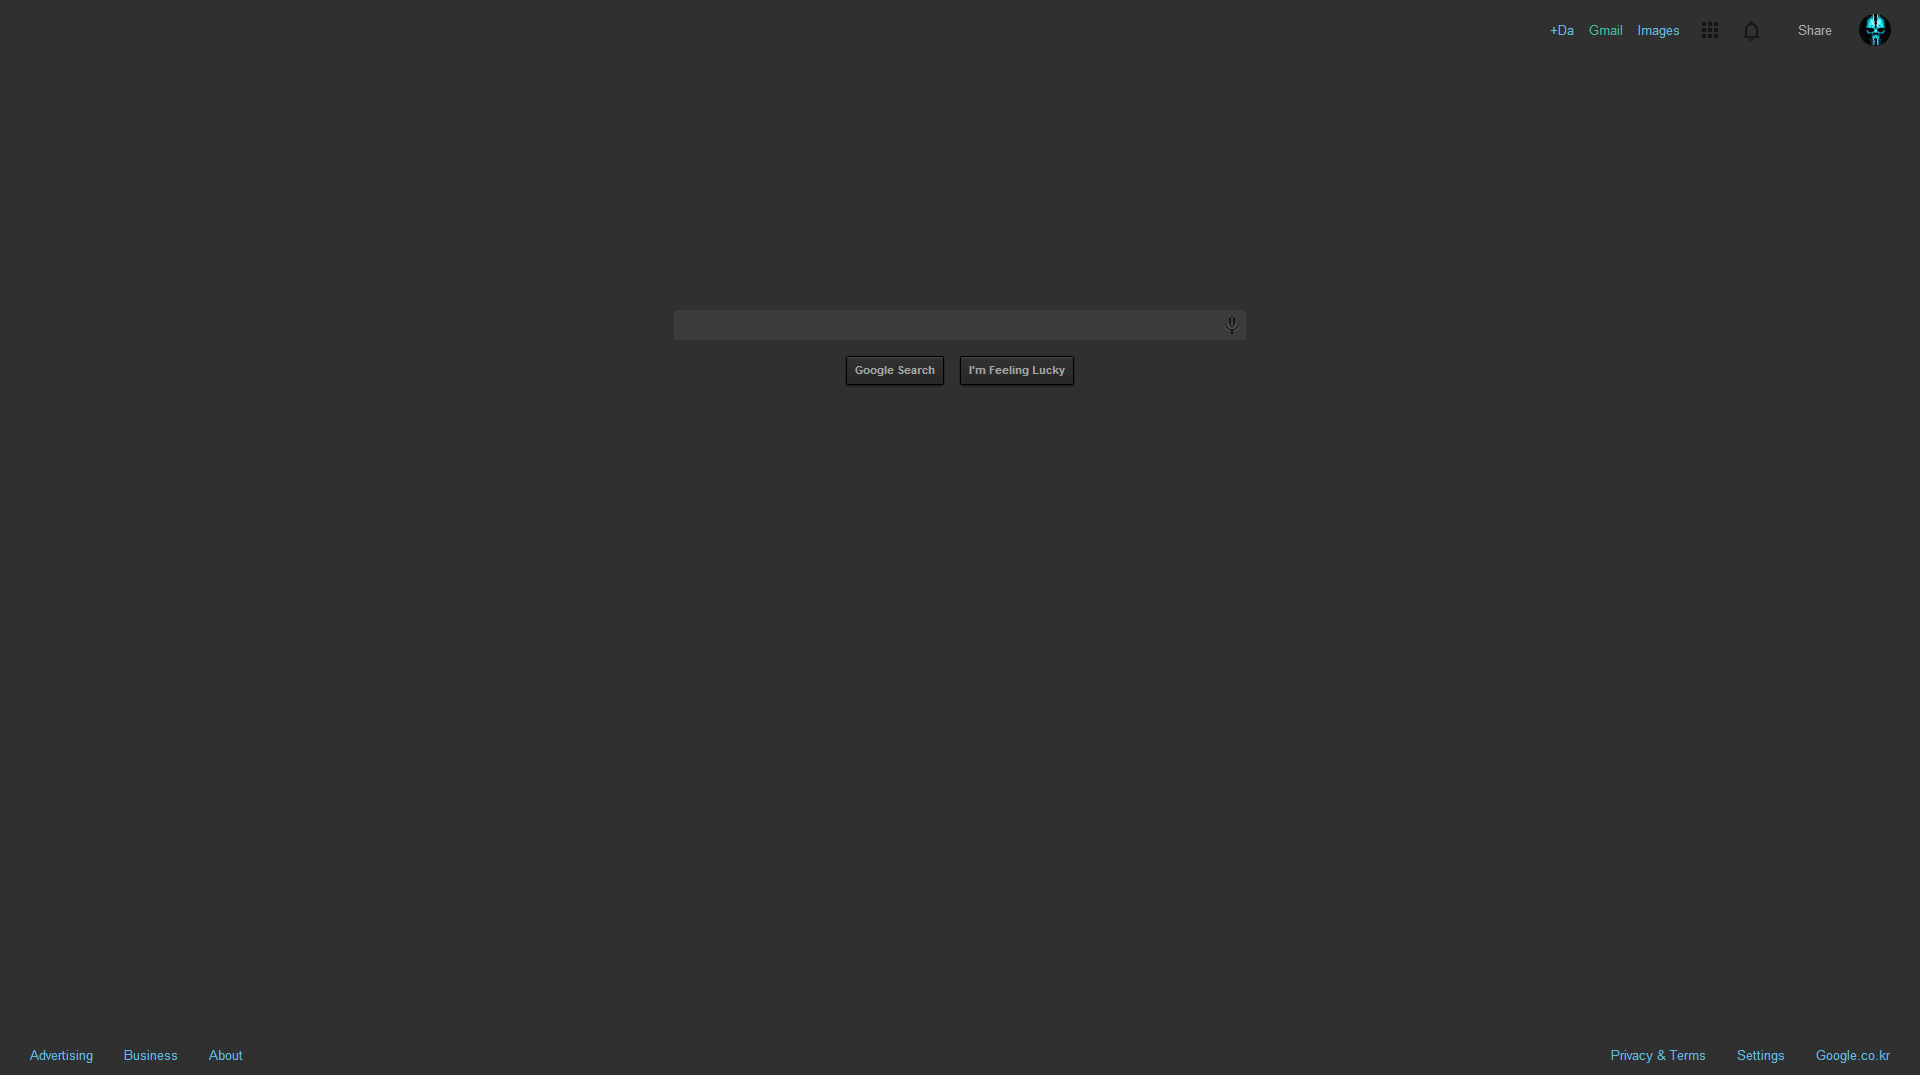 +Da Gmail Images Share
Google Search I'm Feeling Lucky
Advertising Business About Privacy & Terms Settings Google.co.kr